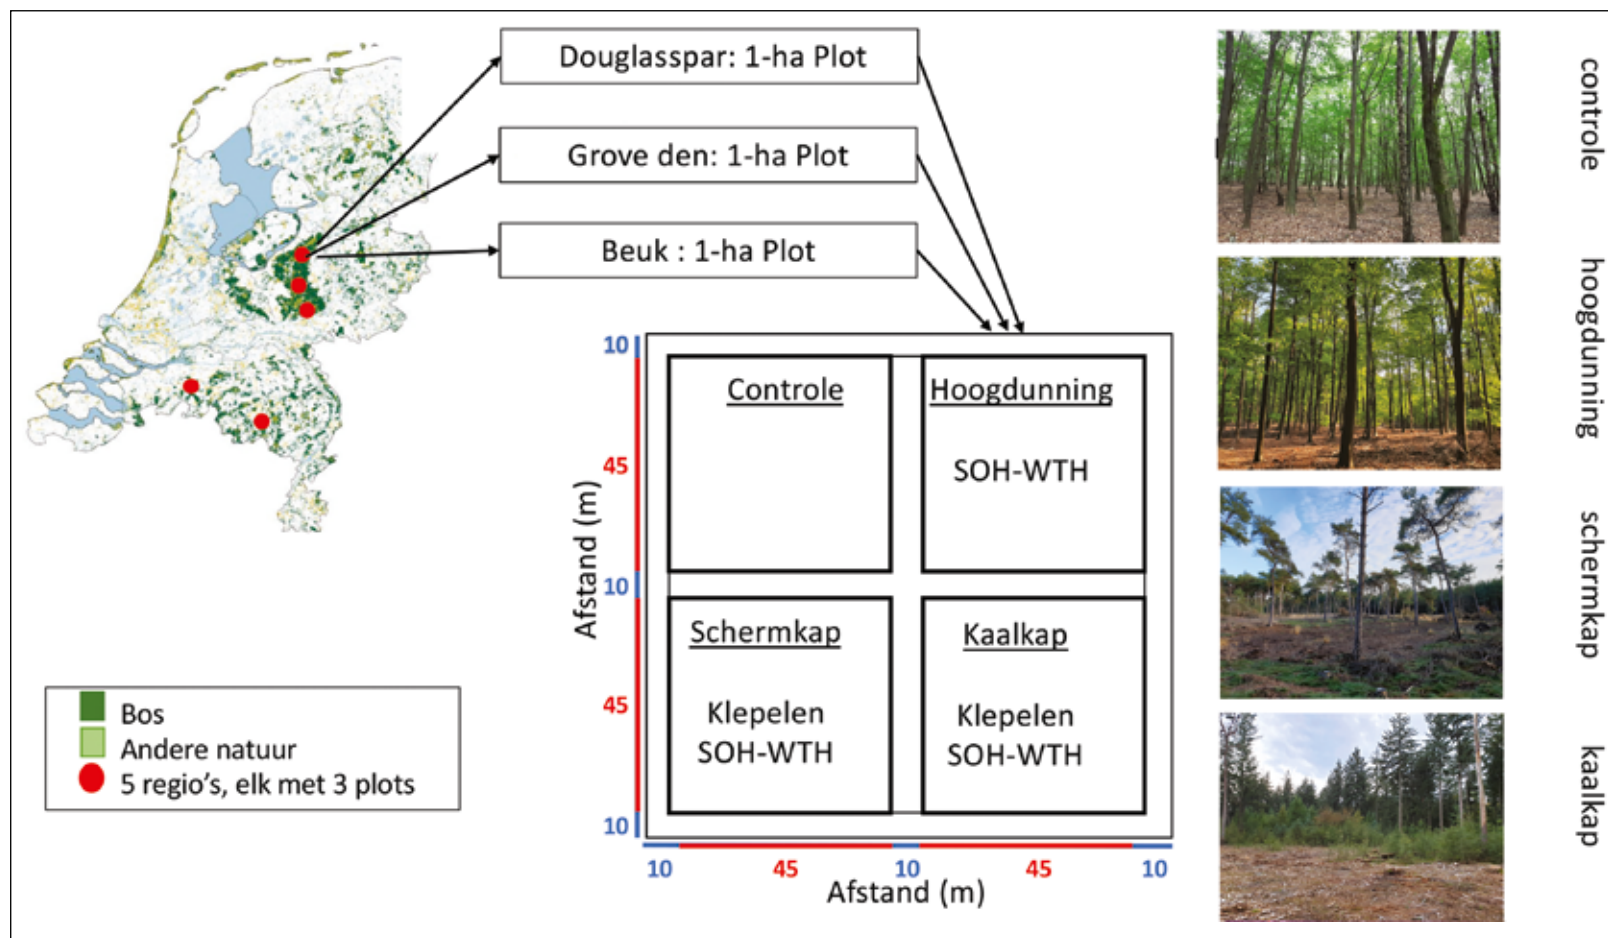 Douglasspar: 1-ha Plot
Grove den: 1-ha Plot
Beuk : 1-ha Plot
Bos
Andere natuur
5 regio's, elk met 3 plots
Afstand (m)
10
45
10
45
10
Controle
Hoogdunning
SOH-WTH
Schermkap
Klepelen
SOH-WTH
Kaalkap
Klepelen
SOH-WTH
10
45
10
45
10
Afstand (m)
controle
hoogdunning
schermkap
kaalkap